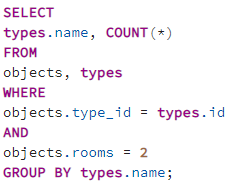 SELECT
types.name, COUNT(*)
FROM
objects, types
WHERE
objects.type_id = types.id
AND
objects.rooms = 2
GROUP BY types.name;